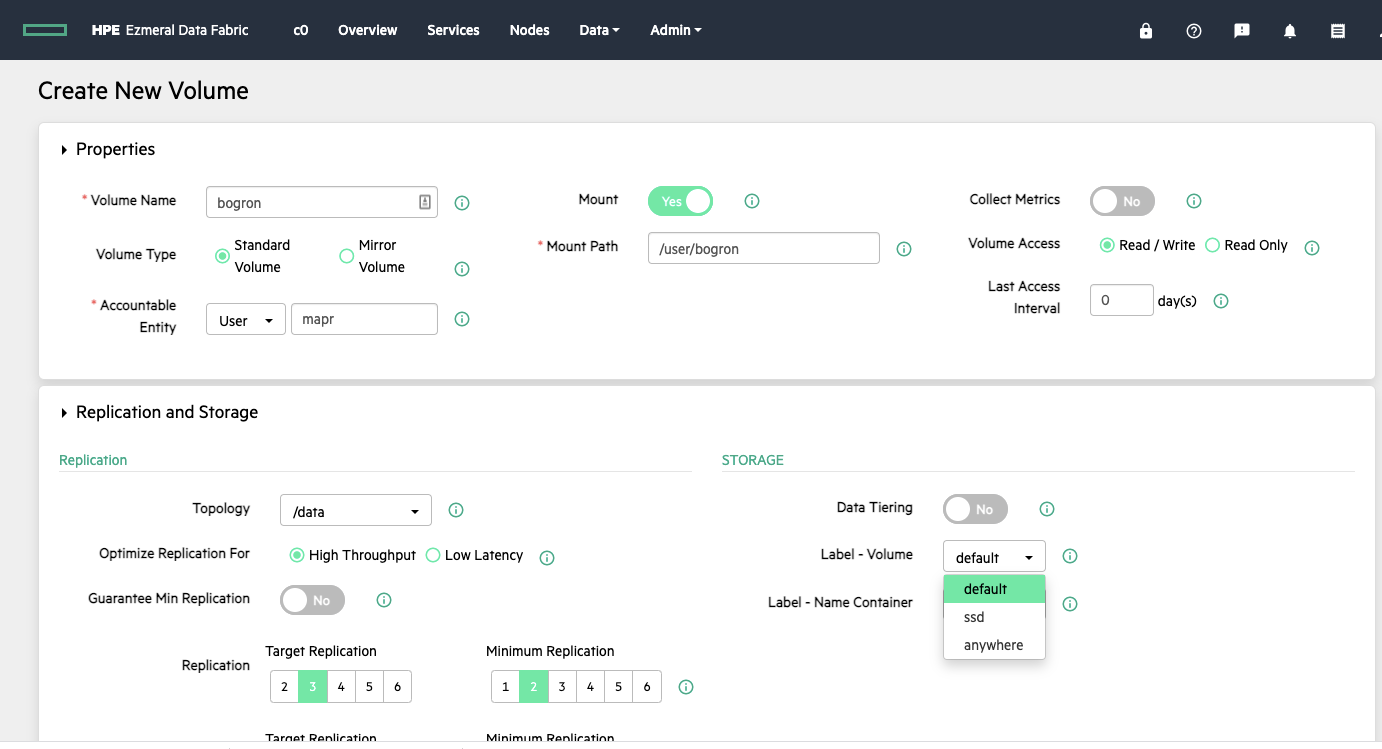 HPE Ezmeral Data Fabric c0 Overview Services Nodes Data Admin
Create New Volume
Properties
* Volume Name bogron
Mount Yes
Collect Metrics No
Volume Type Standard Volume Mirror Volume
* Mount Path /user/bogron
Volume Access Read / Write Read Only
* Accountable Entity User mapr
Last Access Interval 0 day(s)
Replication and Storage
Replication
STORAGE
Topology /data
Data Tiering No
Optimize Replication For High Throughput Low Latency
Label - Volume default
default
ssd
anywhere
Guarantee Min Replication No
Label - Name Container
Replication
Target Replication
2 3 4 5 6
Minimum Replication
1 2 3 4 5 6
Target Replication
Minimum Replication